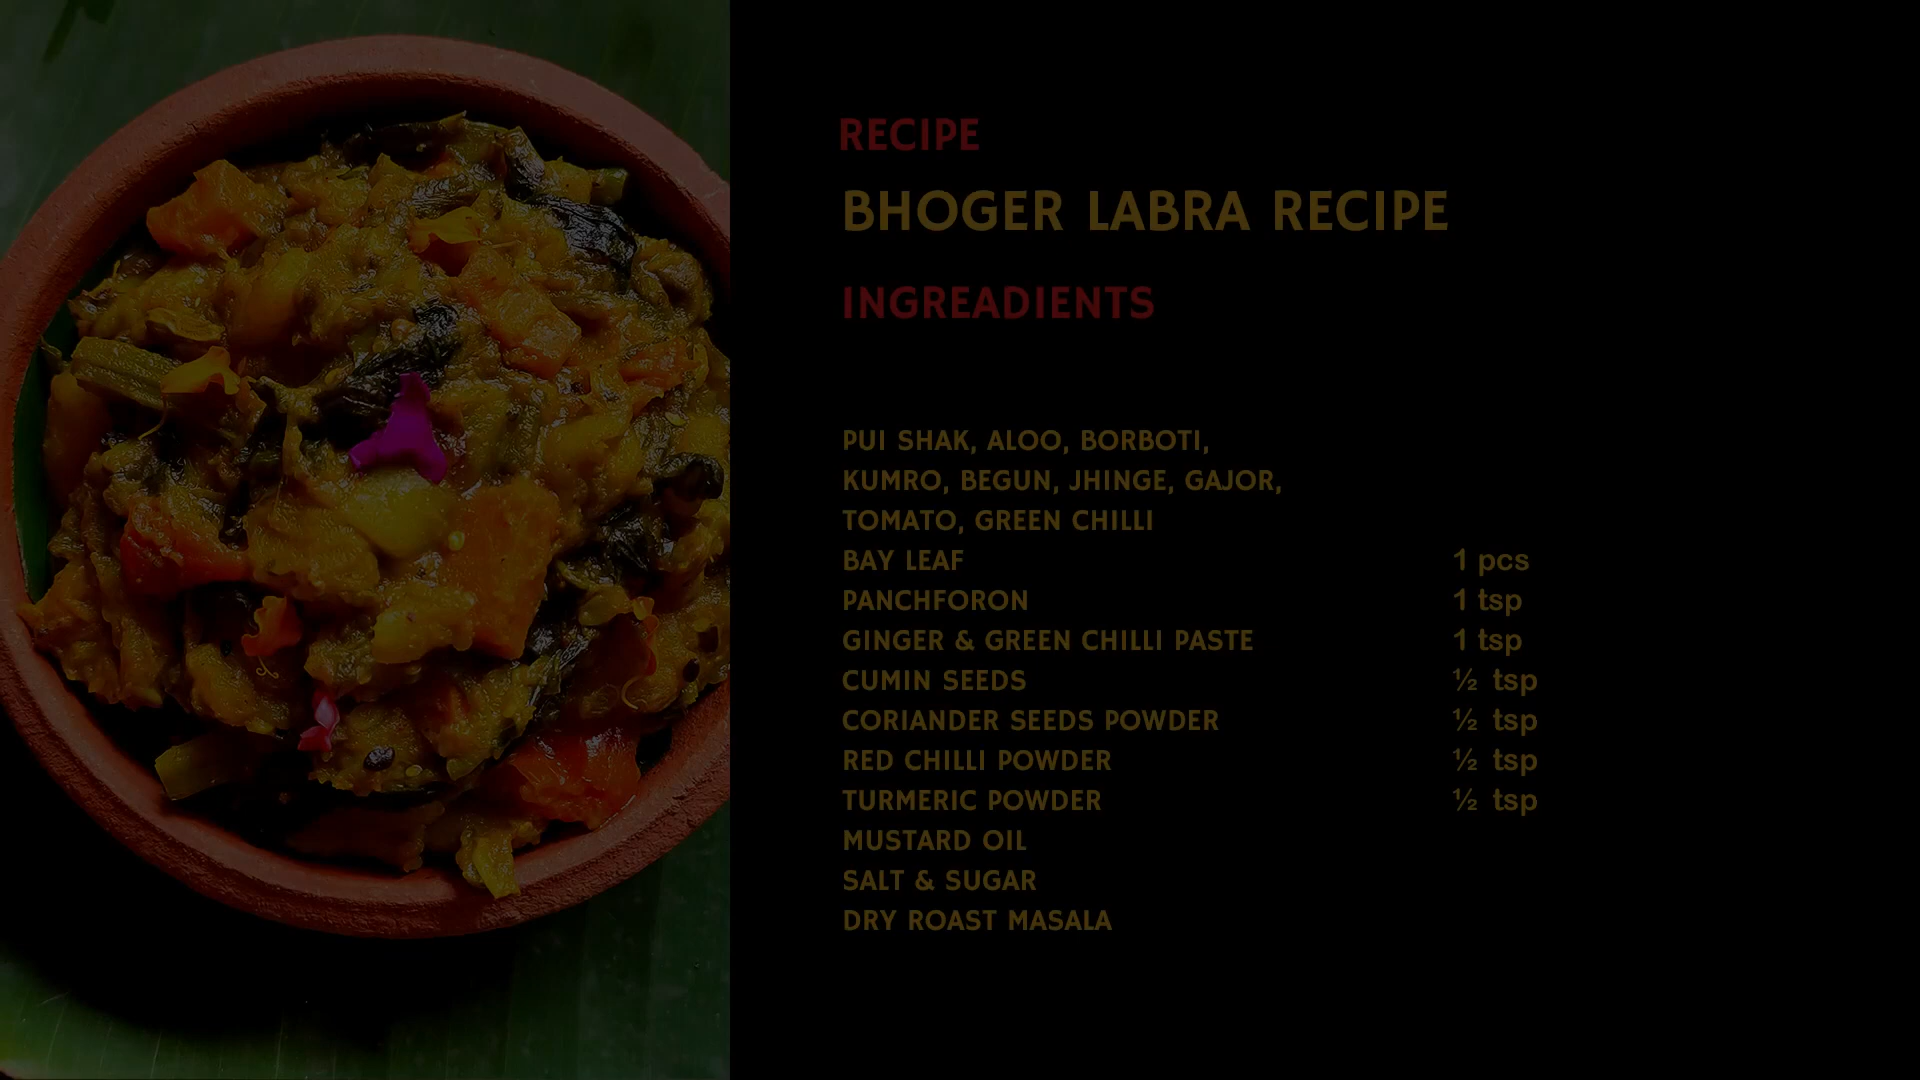 RECIPE
BHOGER LABRA RECIPE
INGREADIENTS
PUI SHAK, ALOO, BORBOTI,
KUMRO, BEGUN, JHINGE, GAJOR,
TOMATO, GREEN CHILLI
BAY LEAF 1 pcs
PANCHFORON 1 tsp
GINGER & GREEN CHILLI PASTE 1 tsp
CUMIN SEEDS ½ tsp
CORIANDER SEEDS POWDER ½ tsp
RED CHILLI POWDER ½ tsp
TURMERIC POWDER ½ tsp
MUSTARD OIL
SALT & SUGAR
DRY ROAST MASALA